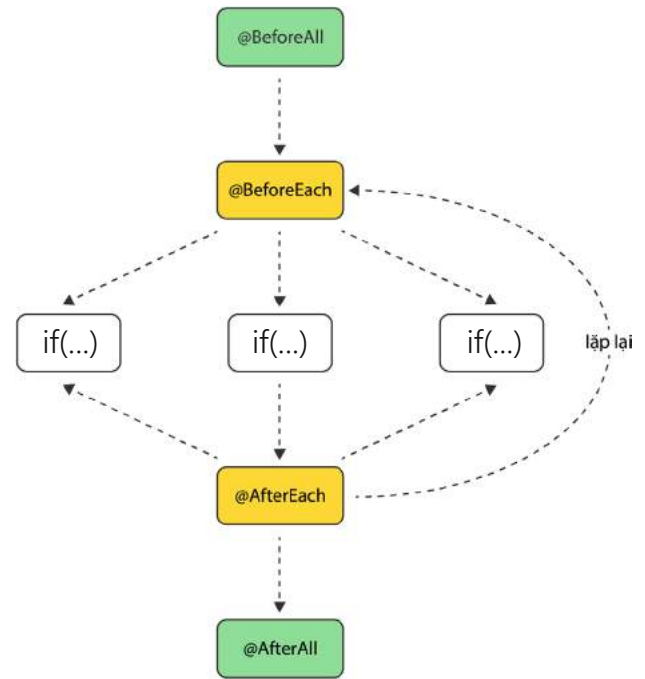 @BeforeAll
@BeforeEach
if(...)
if(...)
if(...)
lặp lại
@AfterEach
@AfterAll